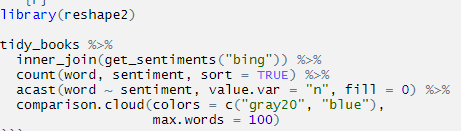 library(reshape2)
tidy_books %>%
inner_join(get_sentiments("bing")) %>%
count(word, sentiment, sort = TRUE) %>%
acast(word ~ sentiment, value.var = "n", fill = 0) %>%
comparison.cloud(colors = c("gray20", "blue"),
max.words = 100)